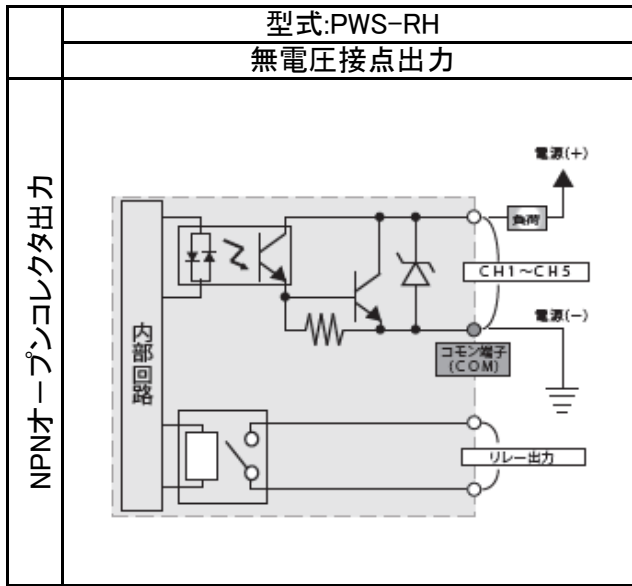 型式:PWS-RH
無電圧接点出力
NPNオープンコレクタ出力
電源(+)
負荷
CH1～CH5
電源(−)
コモン端子
(COM)
内部回路
リレー出力